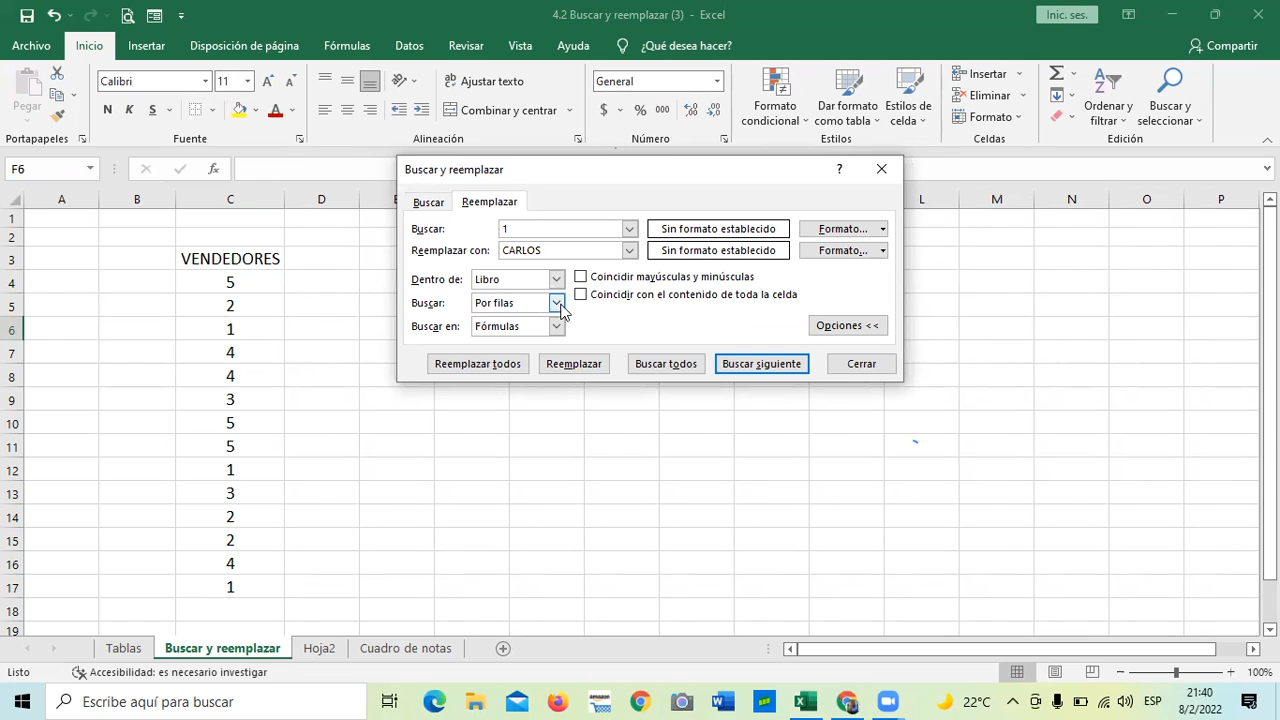 4.2 Buscar y reemplazar (3) - Excel
Inic. ses.
Archivo Inicio Insertar Disposición de página Fórmulas Datos Revisar Vista Ayuda ¿Qué desea hacer? Compartir
Pegar
Calibri 11
N K S
Ajustar texto
Combinar y centrar
General
$ % 000
Formato condicional
Dar formato como tabla
Estilos de celda
Insertar
Eliminar
Formato
Ordenar y filtrar
Buscar y seleccionar
Portapapeles Fuente Alineación Número Estilos Celdas Edición
F6 fx
Buscar y reemplazar ?
Buscar Reemplazar
Buscar: 1 Sin formato establecido Formato...
Reemplazar con: CARLOS Sin formato establecido Formato...
Dentro de: Libro Coincidir mayúsculas y minúsculas
Buscar: Por filas Coincidir con el contenido de toda la celda
Buscar en: Fórmulas Opciones <<
Reemplazar todos Reemplazar Buscar todos Buscar siguiente Cerrar
A B C D E L M N O P
1
2
3 VENDEDORES
4 5
5 2
6 1
7 4
8 4
9 3
10 5
11 5
12 1
13 3
14 2
15 2
16 4
17 1
18
19
Tablas Buscar y reemplazar Hoja2 Cuadro de notas
Listo Accesibilidad: es necesario investigar 100%
Escribe aquí para buscar 22°C ESP 21:40
8/2/2022